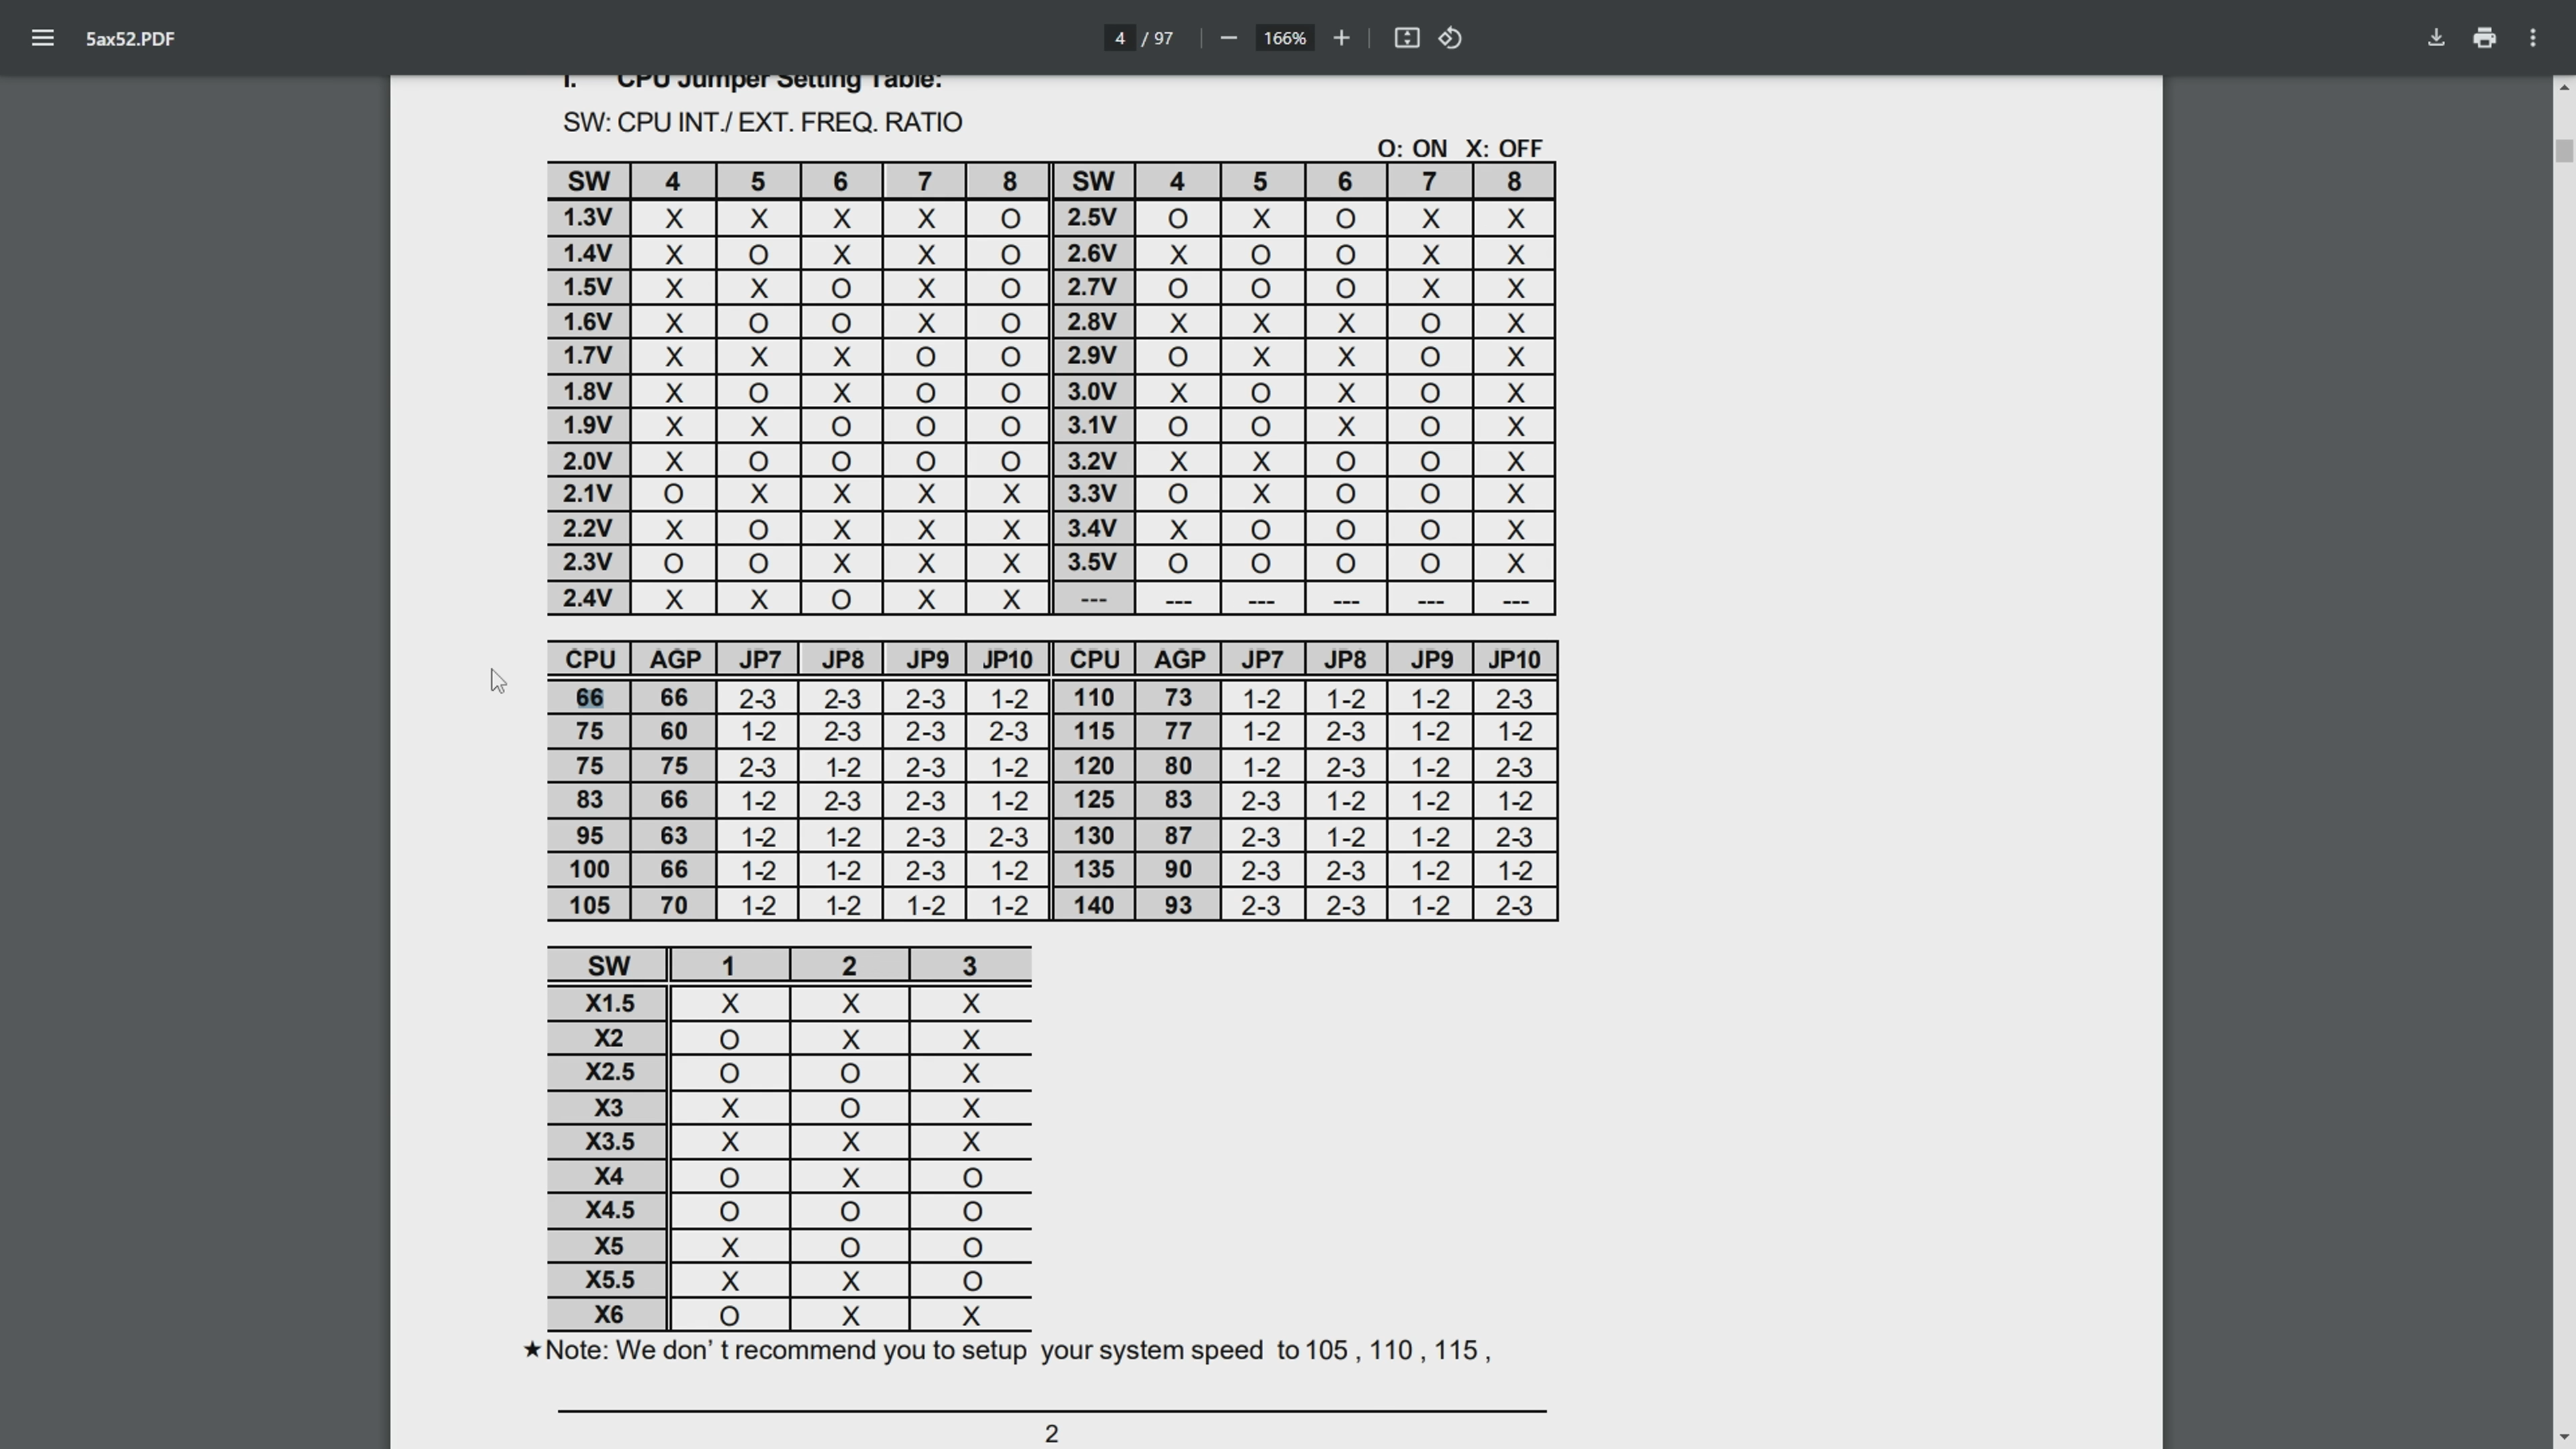 5ax52.PDF
4 / 97
166%
I. CPU Jumper Setting Table:
SW: CPU INT./ EXT. FREQ. RATIO
O: ON X: OFF
SW 4 5 6 7 8 SW 4 5 6 7 8
1.3V X X X X O 2.5V O X O X X
1.4V X O X X O 2.6V X O O X X
1.5V X X O X O 2.7V O O O X X
1.6V X O O X O 2.8V X X X O X
1.7V X X X O O 2.9V O X X O X
1.8V X O X O O 3.0V X O X O X
1.9V X X O O O 3.1V O O X O X
2.0V X O O O O 3.2V X X O O X
2.1V O X X X X 3.3V O X O O X
2.2V X O X X X 3.4V X O O O X
2.3V O O X X X 3.5V O O O O X
2.4V X X O X X --- --- --- --- --- ---
CPU AGP JP7 JP8 JP9 JP10 CPU AGP JP7 JP8 JP9 JP10
66 66 2-3 2-3 2-3 1-2 110 73 1-2 1-2 1-2 2-3
75 60 1-2 2-3 2-3 2-3 115 77 1-2 2-3 1-2 1-2
75 75 2-3 1-2 2-3 1-2 120 80 1-2 2-3 1-2 2-3
83 66 1-2 2-3 2-3 1-2 125 83 2-3 1-2 1-2 1-2
95 63 1-2 1-2 2-3 2-3 130 87 2-3 1-2 1-2 2-3
100 66 1-2 1-2 2-3 1-2 135 90 2-3 2-3 1-2 1-2
105 70 1-2 1-2 1-2 1-2 140 93 2-3 2-3 1-2 2-3
SW 1 2 3
X1.5 X X X
X2 O X X
X2.5 O O X
X3 X O X
X3.5 X X X
X4 O X O
X4.5 O O O
X5 X O O
X5.5 X X O
X6 O X X
★Note: We don’ t recommend you to setup your system speed to 105 , 110 , 115 ,
2